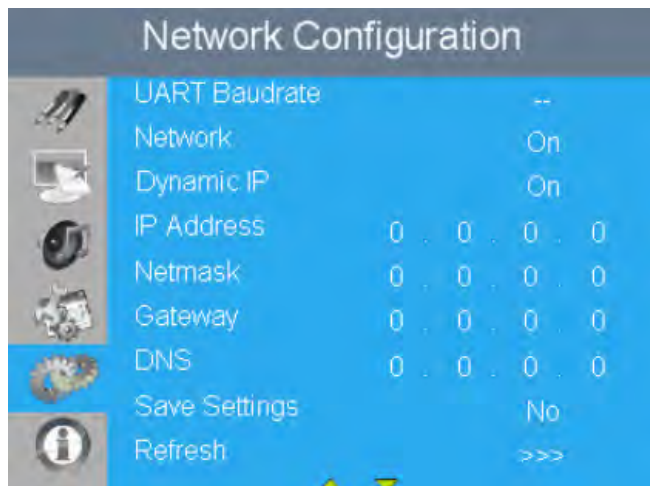 Network Configuration
UART Baudrate --
Network On
Dynamic IP On
IP Address 0 . 0 . 0 . 0
Netmask 0 . 0 . 0 . 0
Gateway 0 . 0 . 0 . 0
DNS 0 . 0 . 0 . 0
Save Settings No
Refresh >>>